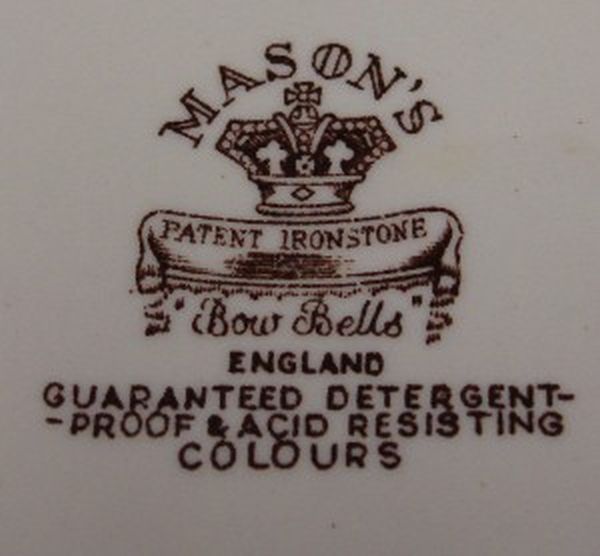 MASON'S
PATENT IRONSTONE
"Bow Bells"
ENGLAND
GUARANTEED DETERGENT-
-PROOF & ACID RESISTING
COLOURS